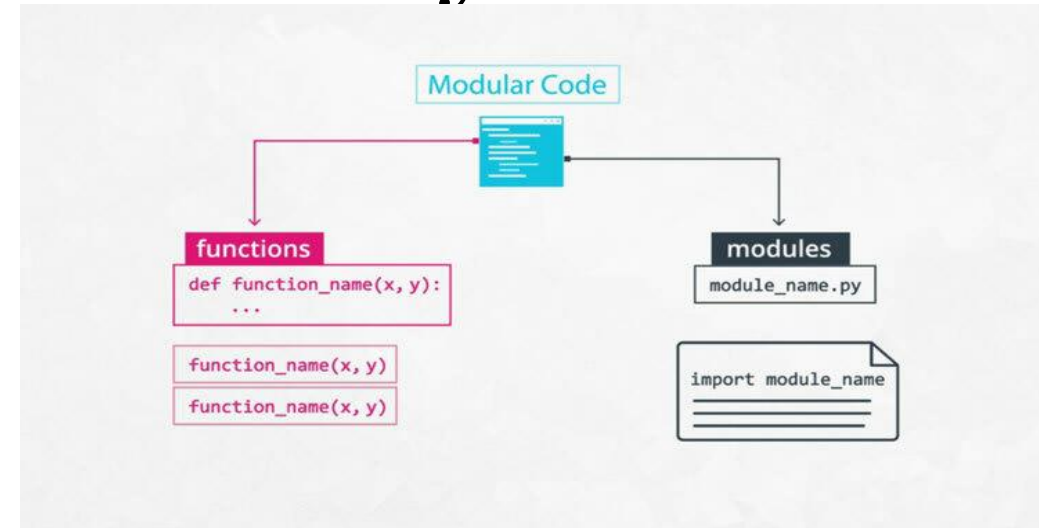 Modular Code
functions
def function_name(x, y):
...
function_name(x, y)
function_name(x, y)
modules
module_name.py
import module_name